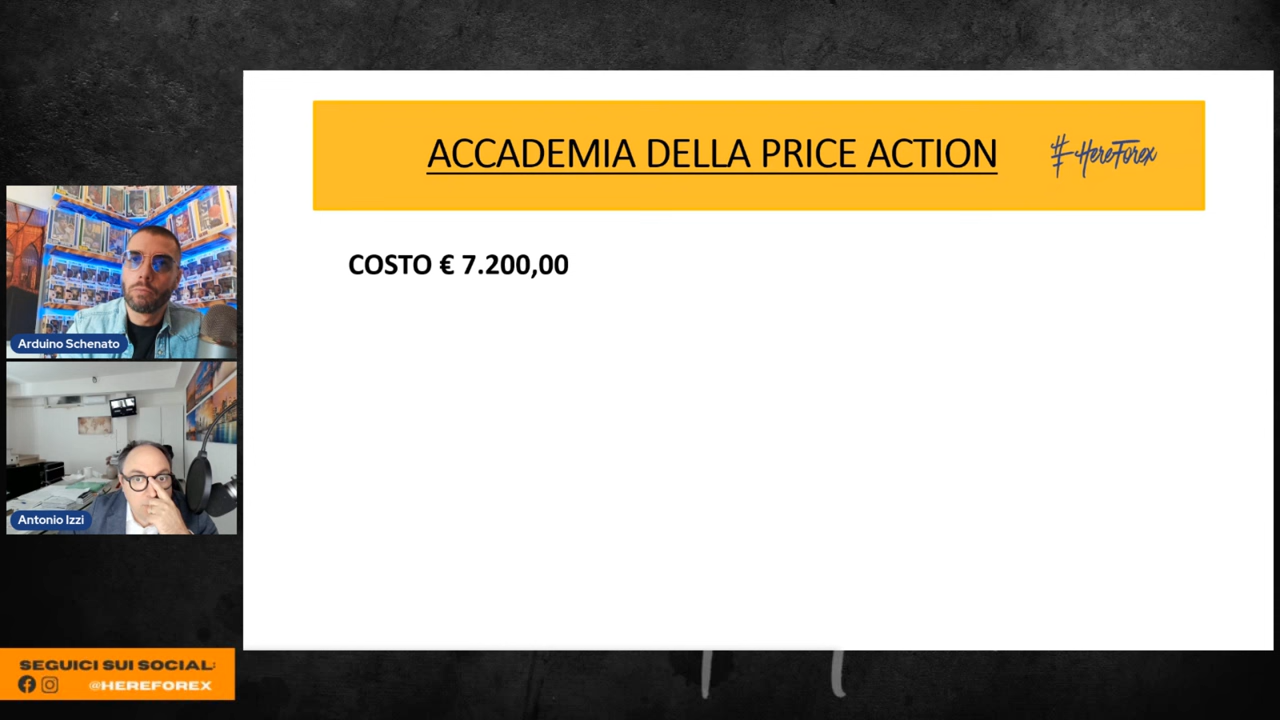 ACCADEMIA DELLA PRICE ACTION
#HereForex
COSTO € 7.200,00
Arduino Schenato
Antonio Izzi
SEGUICI SUI SOCIAL:
@HEREFOREX